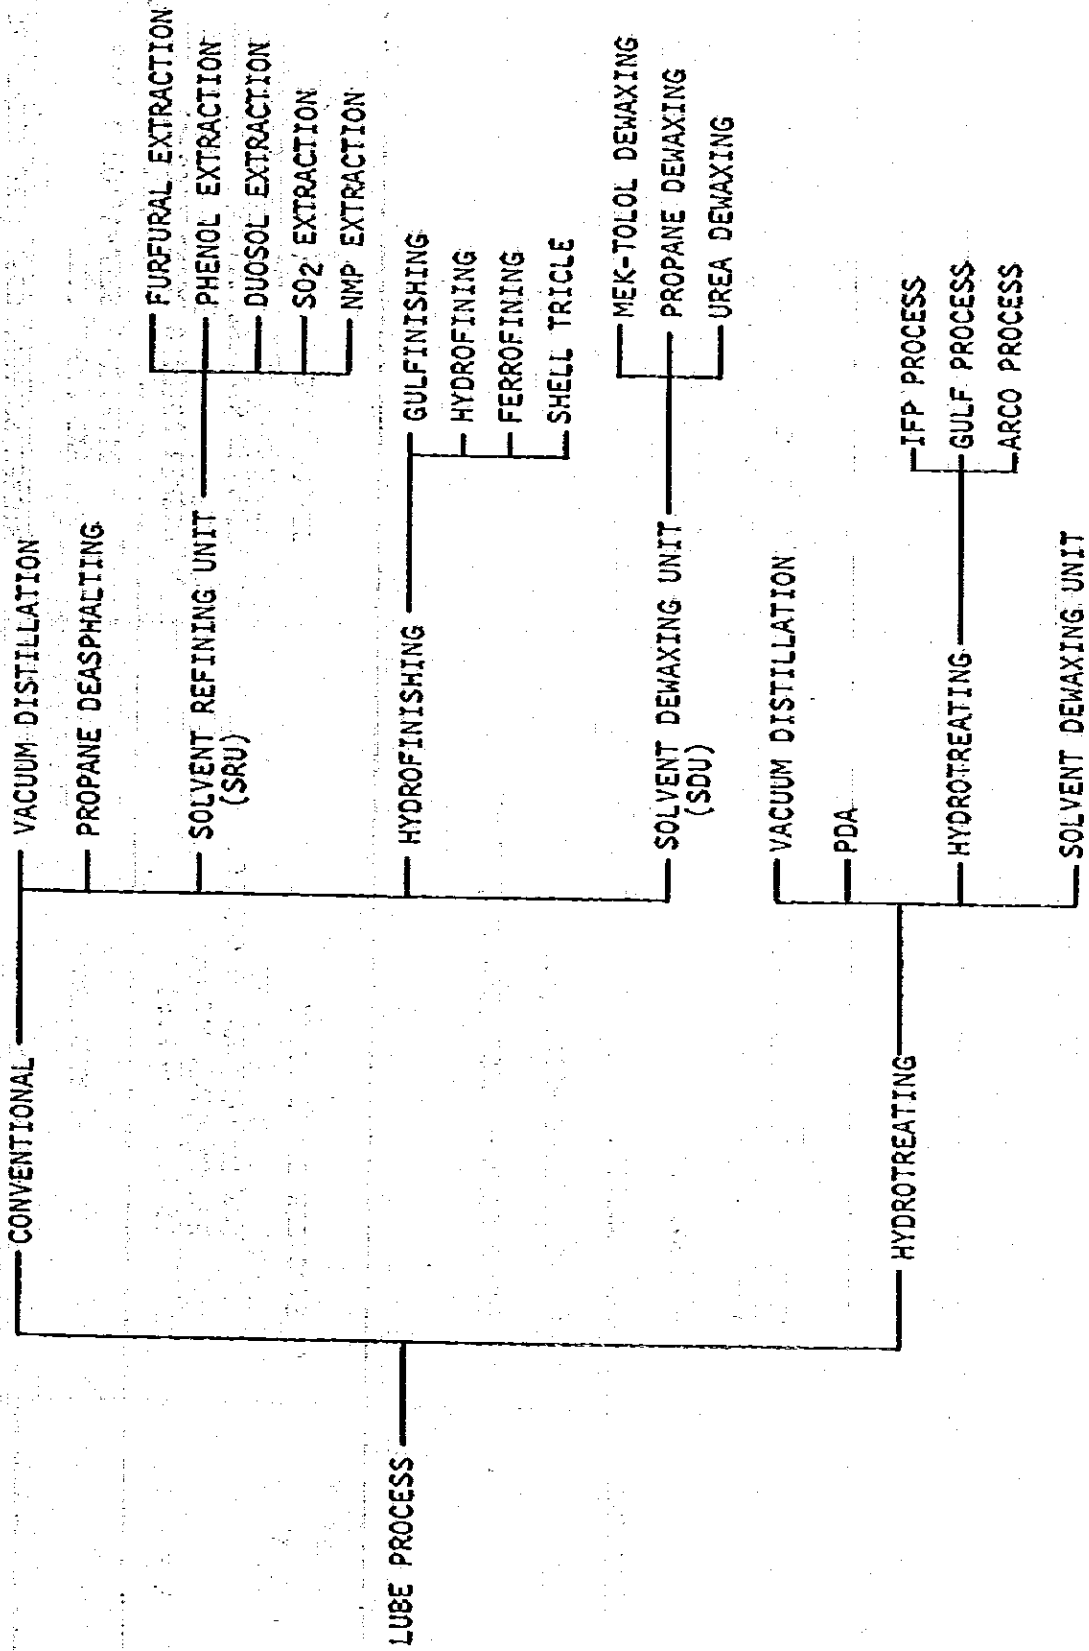 LUBE PROCESS
CONVENTIONAL
VACUUM DISTILLATION
PROPANE DEASPHALTING
SOLVENT REFINING UNIT
(SRU)
FURFURAL EXTRACTION
PHENOL EXTRACTION
DUOSOL EXTRACTION
SO2 EXTRACTION
NMP EXTRACTION
HYDROFINISHING
GULFINISHING
HYDROFINING
FERROFINING
SHELL TRICLE
SOLVENT DEWAXING UNIT
(SDU)
MEK-TOLOL DEWAXING
PROPANE DEWAXING
UREA DEWAXING
HYDROTREATING
VACUUM DISTILLATION
PDA
HYDROTREATING
IFP PROCESS
GULF PROCESS
ARCO PROCESS
SOLVENT DEWAXING UNIT